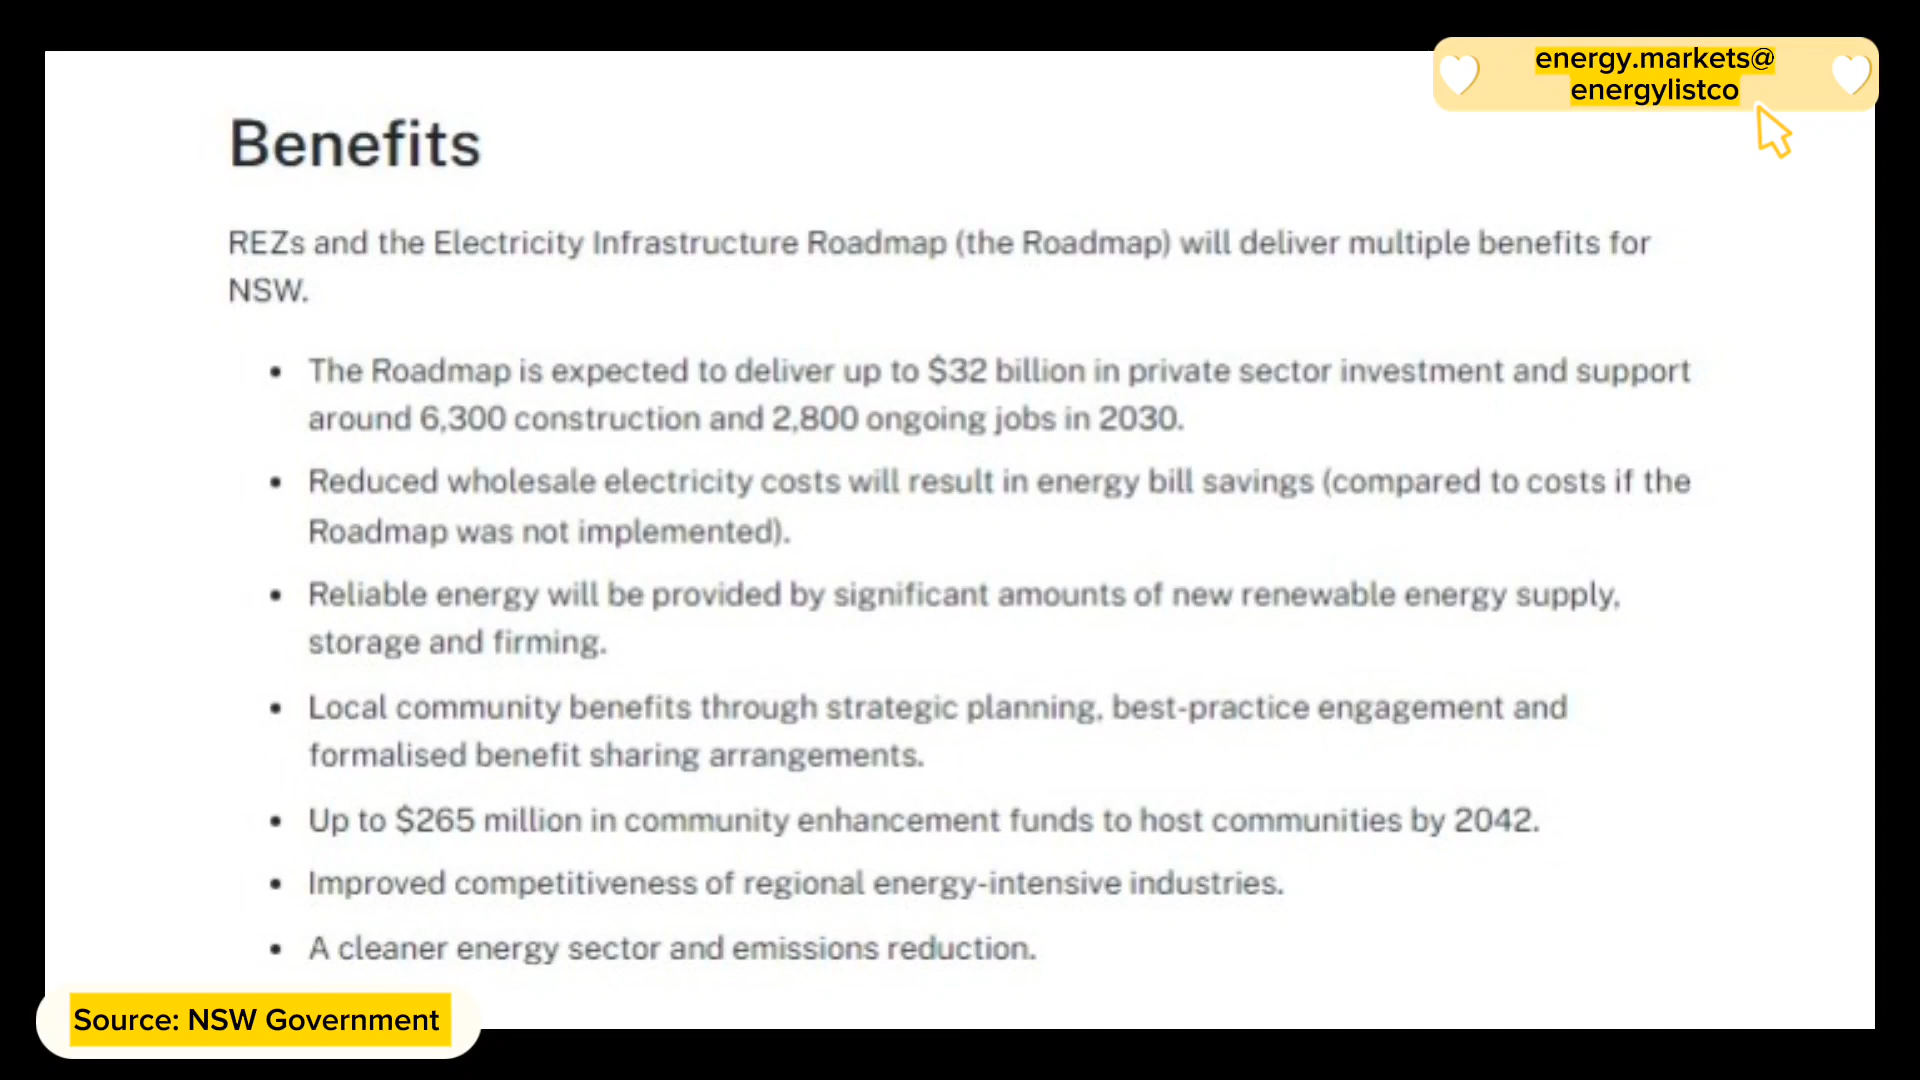 energy.markets@
energylistco
Benefits
REZs and the Electricity Infrastructure Roadmap (the Roadmap) will deliver multiple benefits for
NSW.
• The Roadmap is expected to deliver up to $32 billion in private sector investment and support
around 6,300 construction and 2,800 ongoing jobs in 2030.
• Reduced wholesale electricity costs will result in energy bill savings (compared to costs if the
Roadmap was not implemented).
• Reliable energy will be provided by significant amounts of new renewable energy supply,
storage and firming.
• Local community benefits through strategic planning, best-practice engagement and
formalised benefit sharing arrangements.
• Up to $265 million in community enhancement funds to host communities by 2042.
• Improved competitiveness of regional energy-intensive industries.
• A cleaner energy sector and emissions reduction.
Source: NSW Government